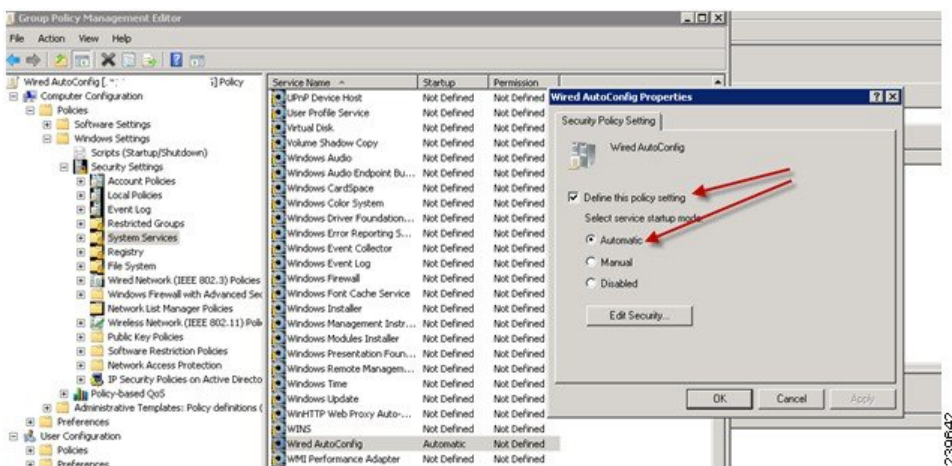 Group Policy Management Editor
File Action View Help
Wired AutoConfig [ Policy
Computer Configuration
Policies
Software Settings
Windows Settings
Scripts (Startup/Shutdown)
Security Settings
Account Policies
Local Policies
Event Log
Restricted Groups
System Services
Registry
File System
Wired Network (IEEE 802.3) Policies
Windows Firewall with Advanced Sec
Network List Manager Policies
Wireless Network (IEEE 802.11) Poli
Public Key Policies
Software Restriction Policies
Network Access Protection
IP Security Policies on Active Directo
Policy-based QoS
Administrative Templates: Policy definitions (
Preferences
User Configuration
Policies
Preferences
Service Name Startup Permission
UPnP Device Host Not Defined Not Defined
User Profile Service Not Defined Not Defined
Virtual Disk Not Defined Not Defined
Volume Shadow Copy Not Defined Not Defined
Windows Audio Not Defined Not Defined
Windows Audio Endpoint Bu... Not Defined Not Defined
Windows CardSpace Not Defined Not Defined
Windows Color System Not Defined Not Defined
Windows Driver Foundation... Not Defined Not Defined
Windows Error Reporting S... Not Defined Not Defined
Windows Event Collector Not Defined Not Defined
Windows Event Log Not Defined Not Defined
Windows Firewall Not Defined Not Defined
Windows Font Cache Service Not Defined Not Defined
Windows Installer Not Defined Not Defined
Windows Management Instr... Not Defined Not Defined
Windows Modules Installer Not Defined Not Defined
Windows Presentation Foun... Not Defined Not Defined
Windows Remote Managem... Not Defined Not Defined
Windows Time Not Defined Not Defined
Windows Update Not Defined Not Defined
WinHTTP Web Proxy Auto-... Not Defined Not Defined
WINS Not Defined Not Defined
Wired AutoConfig Automatic Not Defined
WMI Performance Adapter Not Defined Not Defined
Wired AutoConfig Properties
Security Policy Setting
Wired AutoConfig
Define this policy setting
Select service startup mode:
Automatic
Manual
Disabled
Edit Security...
OK Cancel Apply
239642